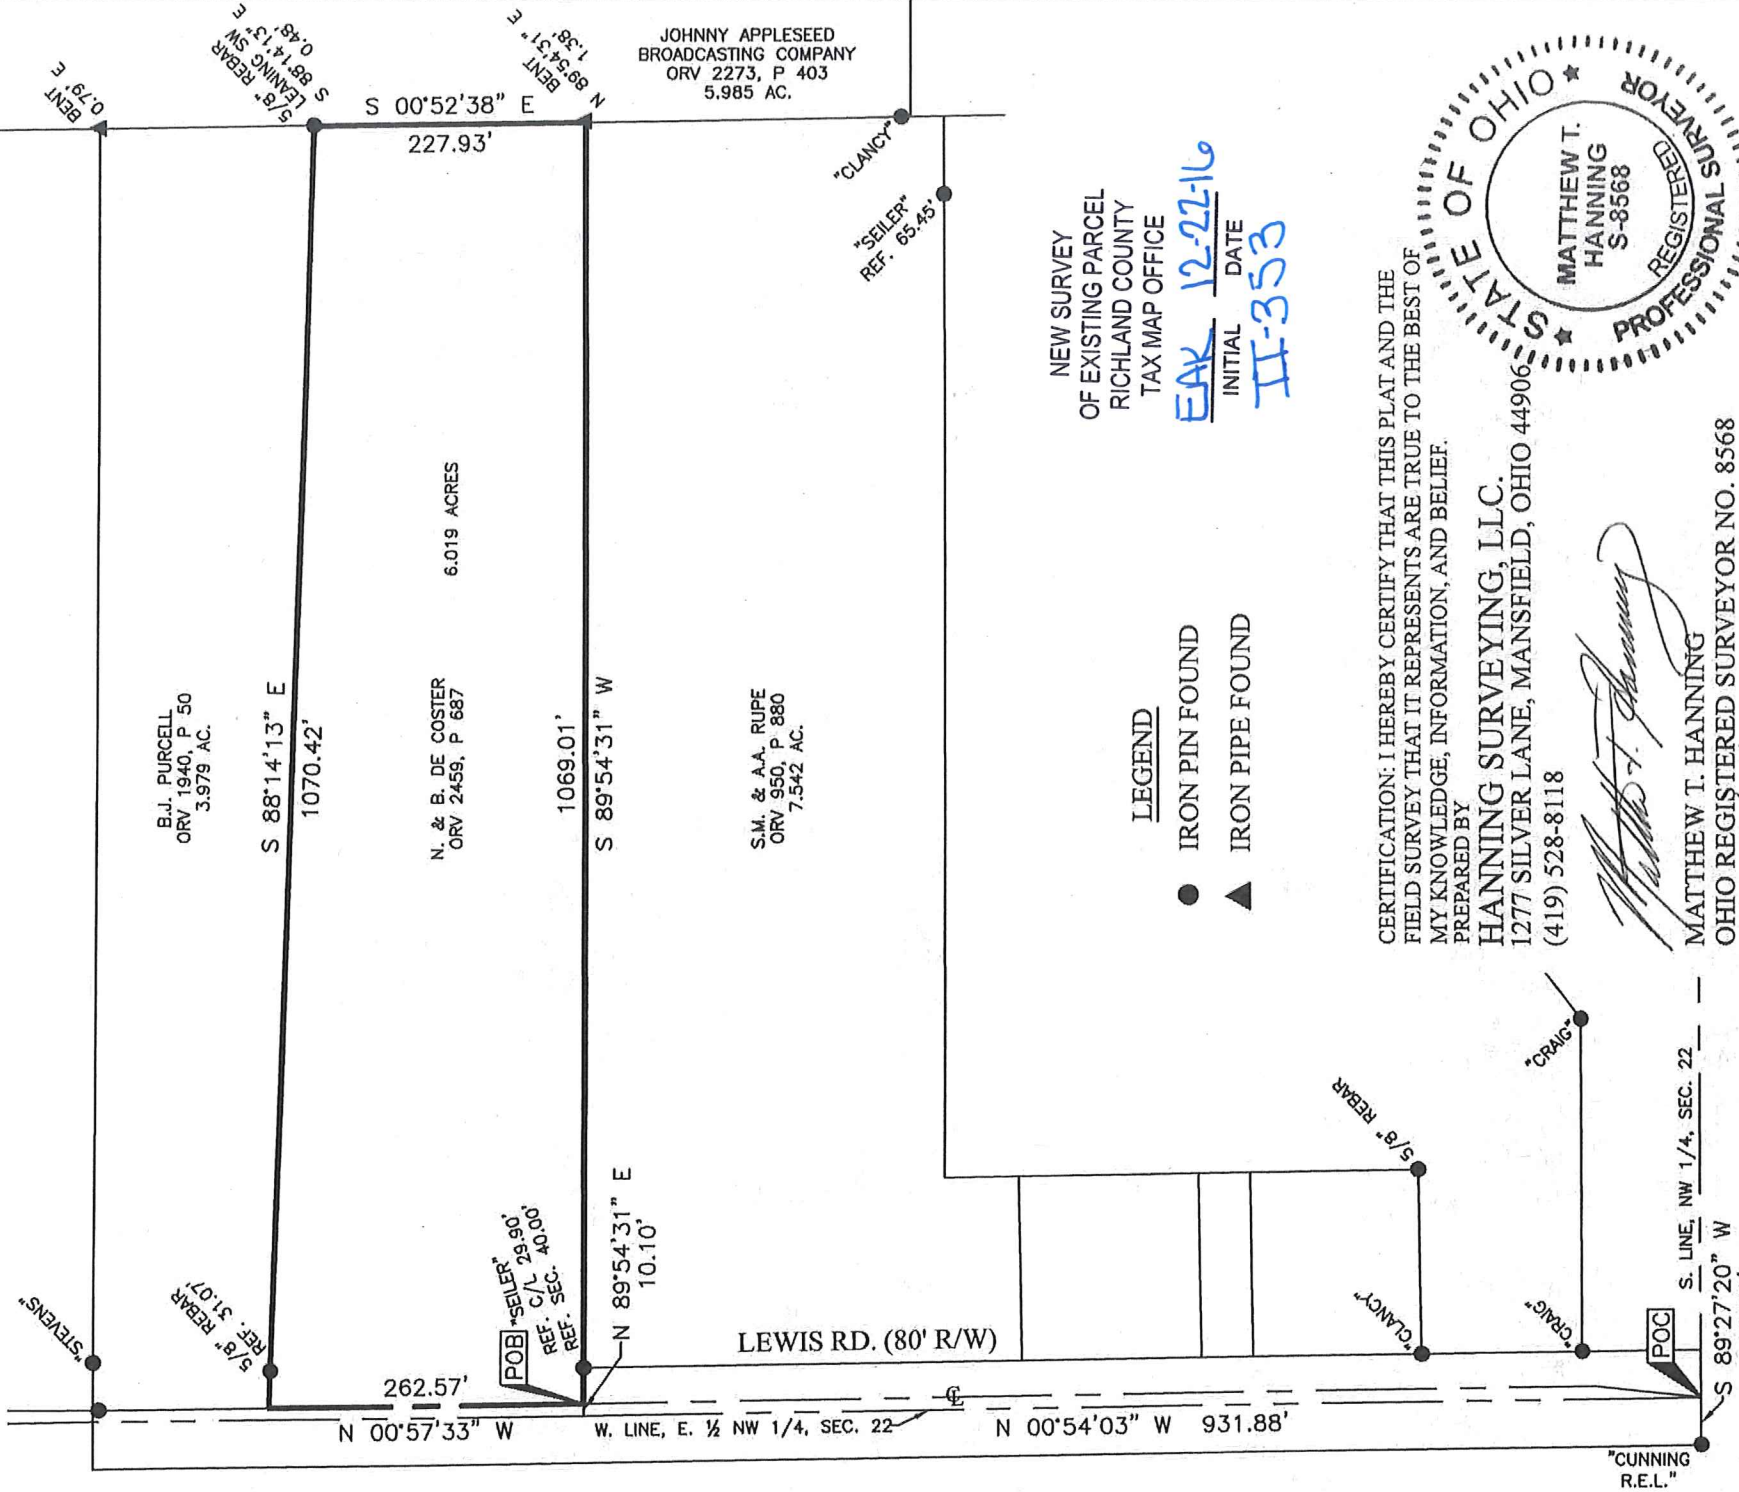 BENT
0.79' E
5/8" REBAR
LEANING SW
S 88°14'13" E
0.48'
BENT
N 89°54'31" E
1.38'
JOHNNY APPLESEED
BROADCASTING COMPANY
ORV 2273, P 403
5.985 AC.
S 00°52'38" E
227.93'
"CLANCY"
"SEILER"
REF. 65.45'
B.J. PURCELL
ORV 1940, P 50
3.979 AC.
S 88°14'13" E
1070.42'
N. & B. DE COSTER
ORV 2459, P 687
6.019 ACRES
1069.01'
S 89°54'31" W
S.M. & A.A. RUPE
ORV 950, P 880
7.542 AC.
NEW SURVEY
OF EXISTING PARCEL
RICHLAND COUNTY
TAX MAP OFFICE
EAK 12-22-16
INITIAL DATE
II-353
LEGEND
IRON PIN FOUND
IRON PIPE FOUND
CERTIFICATION: I HEREBY CERTIFY THAT THIS PLAT AND THE
FIELD SURVEY THAT IT REPRESENTS ARE TRUE TO THE BEST OF
MY KNOWLEDGE, INFORMATION, AND BELIEF.
PREPARED BY
HANNING SURVEYING, LLC.
1277 SILVER LANE, MANSFIELD, OHIO 44906
(419) 528-8118
Matthew T. Hanning
MATTHEW T. HANNING
OHIO REGISTERED SURVEYOR NO. 8568
★ STATE OF OHIO ★
MATTHEW T.
HANNING
S-8568
REGISTERED
PROFESSIONAL SURVEYOR
"STEVENS"
5/8" REBAR
REF. 31.07'
POB
"SEILER"
REF. C/L 29.90'
REF. SEC. 40.00'
N 89°54'31" E
10.10'
262.57'
N 00°57'33" W
LEWIS RD. (80' R/W)
W. LINE, E. ½ NW 1/4, SEC. 22
℄
N 00°54'03" W 931.88'
5/8" REBAR
"CLANCY"
"CRAIG"
"CRAIG"
POC
S. LINE, NW 1/4, SEC. 22
S 89°27'20" W
"CUNNING
R.E.L."